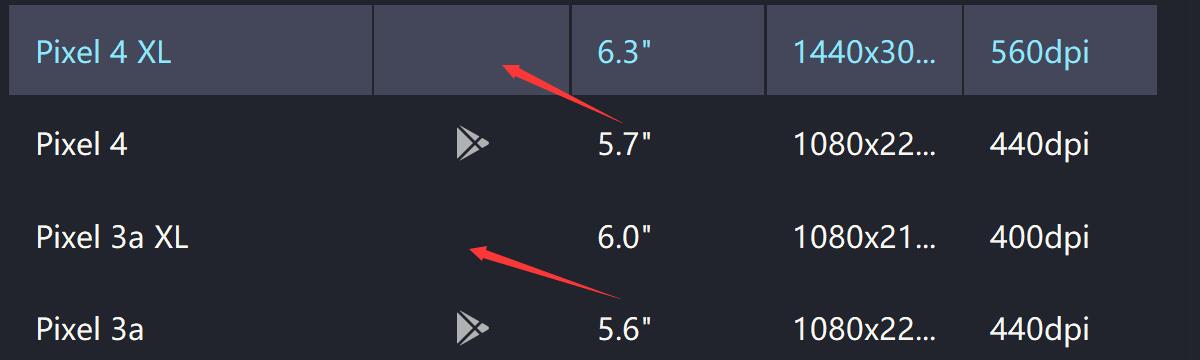 Pixel 4 XL 6.3" 1440x30... 560dpi
Pixel 4 5.7" 1080x22... 440dpi
Pixel 3a XL 6.0" 1080x21... 400dpi
Pixel 3a 5.6" 1080x22... 440dpi